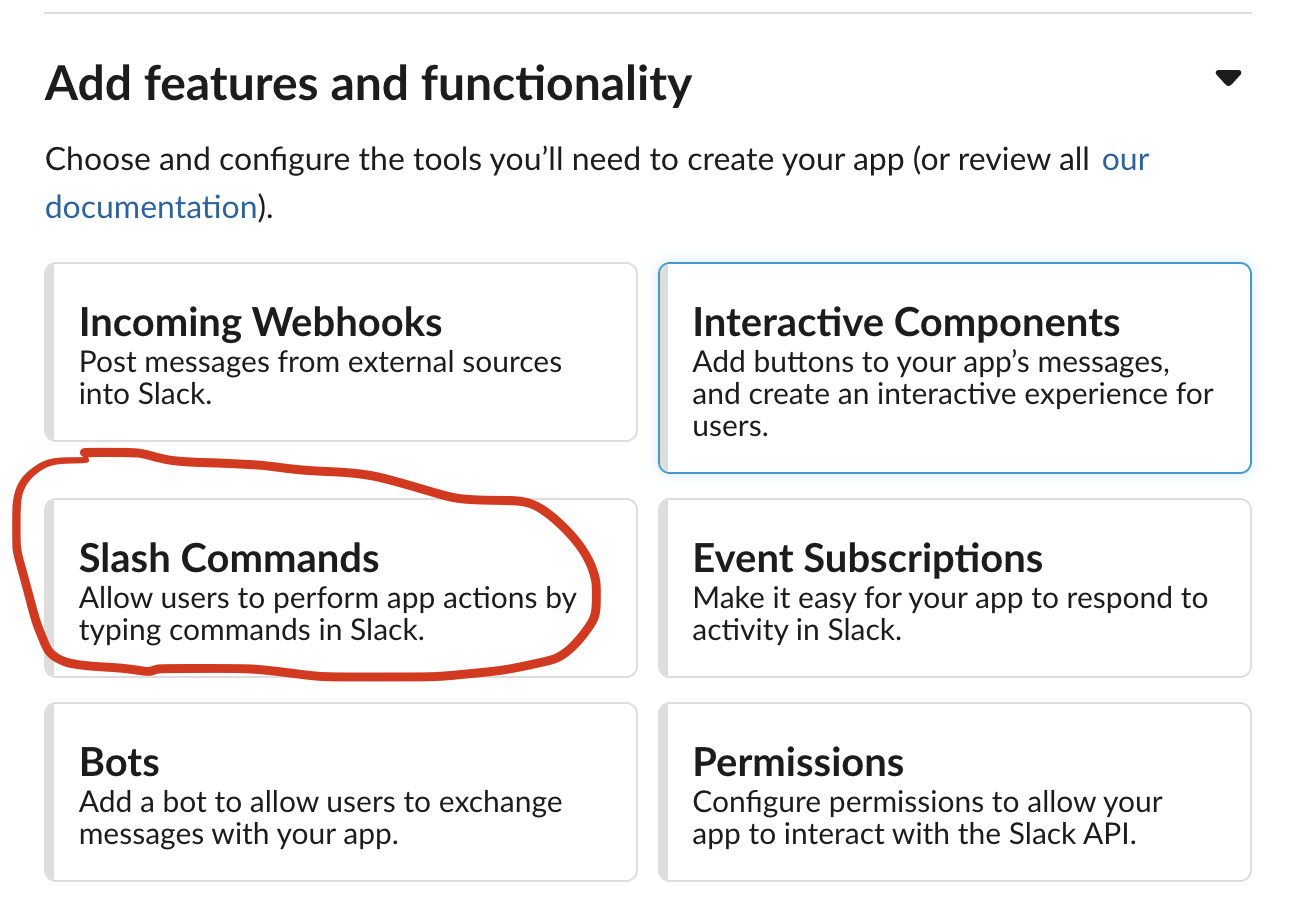 Add features and functionality
Choose and configure the tools you’ll need to create your app (or review all our
documentation).
Incoming Webhooks
Post messages from external sources
into Slack.
Interactive Components
Add buttons to your app’s messages,
and create an interactive experience for
users.
Slash Commands
Allow users to perform app actions by
typing commands in Slack.
Event Subscriptions
Make it easy for your app to respond to
activity in Slack.
Bots
Add a bot to allow users to exchange
messages with your app.
Permissions
Configure permissions to allow your
app to interact with the Slack API.